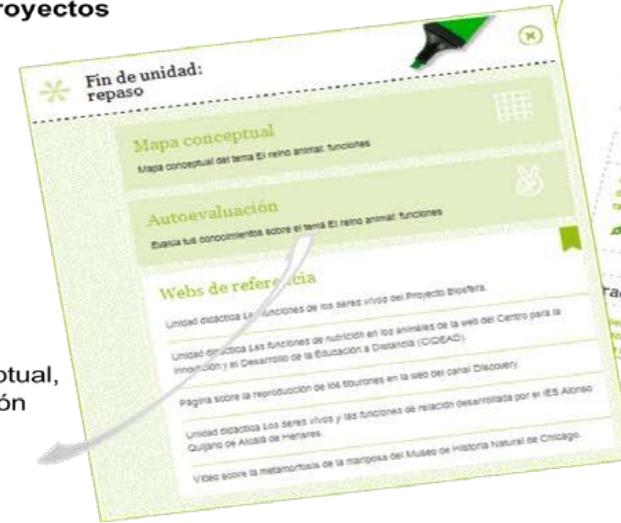 royectos
Fin de unidad:
repaso
Mapa conceptual
Mapa conceptual del tema El reino animal: funciones
Autoevaluación
Evalúa tus conocimientos sobre el tema El reino animal: funciones
Webs de referencia
Unidad didáctica Las funciones de los seres vivos del Proyecto Biosfera.
Unidad didáctica Las funciones de nutrición en los animales de la web del Centro para la
Innovación y el Desarrollo de la Educación a Distancia (CIDEAD).
Página sobre la reproducción de los tiburones en la web del canal Discovery.
Unidad didáctica Los seres vivos y las funciones de relación desarrollada por el IES Alonso
Quijano de Alcalá de Henares.
Vídeo sobre la metamorfosis de la mariposa del Museo de Historia Natural de Chicago.
ptual,
ón